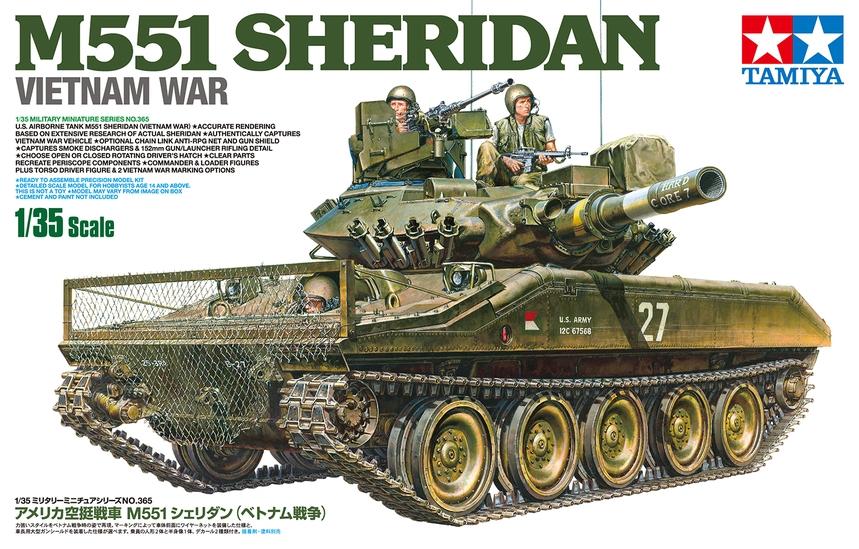 M551 SHERIDAN
VIETNAM WAR
TAMIYA
1/35 MILITARY MINIATURE SERIES NO.365
U.S. AIRBORNE TANK M551 SHERIDAN (VIETNAM WAR) ★ACCURATE RENDERING
BASED ON EXTENSIVE RESEARCH OF ACTUAL SHERIDAN ★AUTHENTICALLY CAPTURES
VIETNAM WAR VEHICLE ★OPTIONAL CHAIN LINK ANTI-RPG NET AND GUN SHIELD
★CAPTURES SMOKE DISCHARGERS & 152mm GUN/LAUNCHER RIFLING DETAIL
★CHOOSE OPEN OR CLOSED ROTATING DRIVER'S HATCH ★CLEAR PARTS
RECREATE PERISCOPE COMPONENTS ★COMMANDER & LOADER FIGURES
PLUS TORSO DRIVER FIGURE & 2 VIETNAM WAR MARKING OPTIONS
★READY TO ASSEMBLE PRECISION MODEL KIT
★DETAILED SCALE MODEL FOR HOBBYISTS AGE 14 AND ABOVE.
THIS IS NOT A TOY ★MODEL MAY VARY FROM IMAGE ON BOX
★CEMENT AND PAINT NOT INCLUDED
1/35 Scale
HARD
CORE 7
U.S. ARMY
12C 67568
27
25-3RD
B-27
1/35 ミリタリーミニチュアシリーズNO.365
アメリカ空挺戦車 M551 シェリダン（ベトナム戦争）